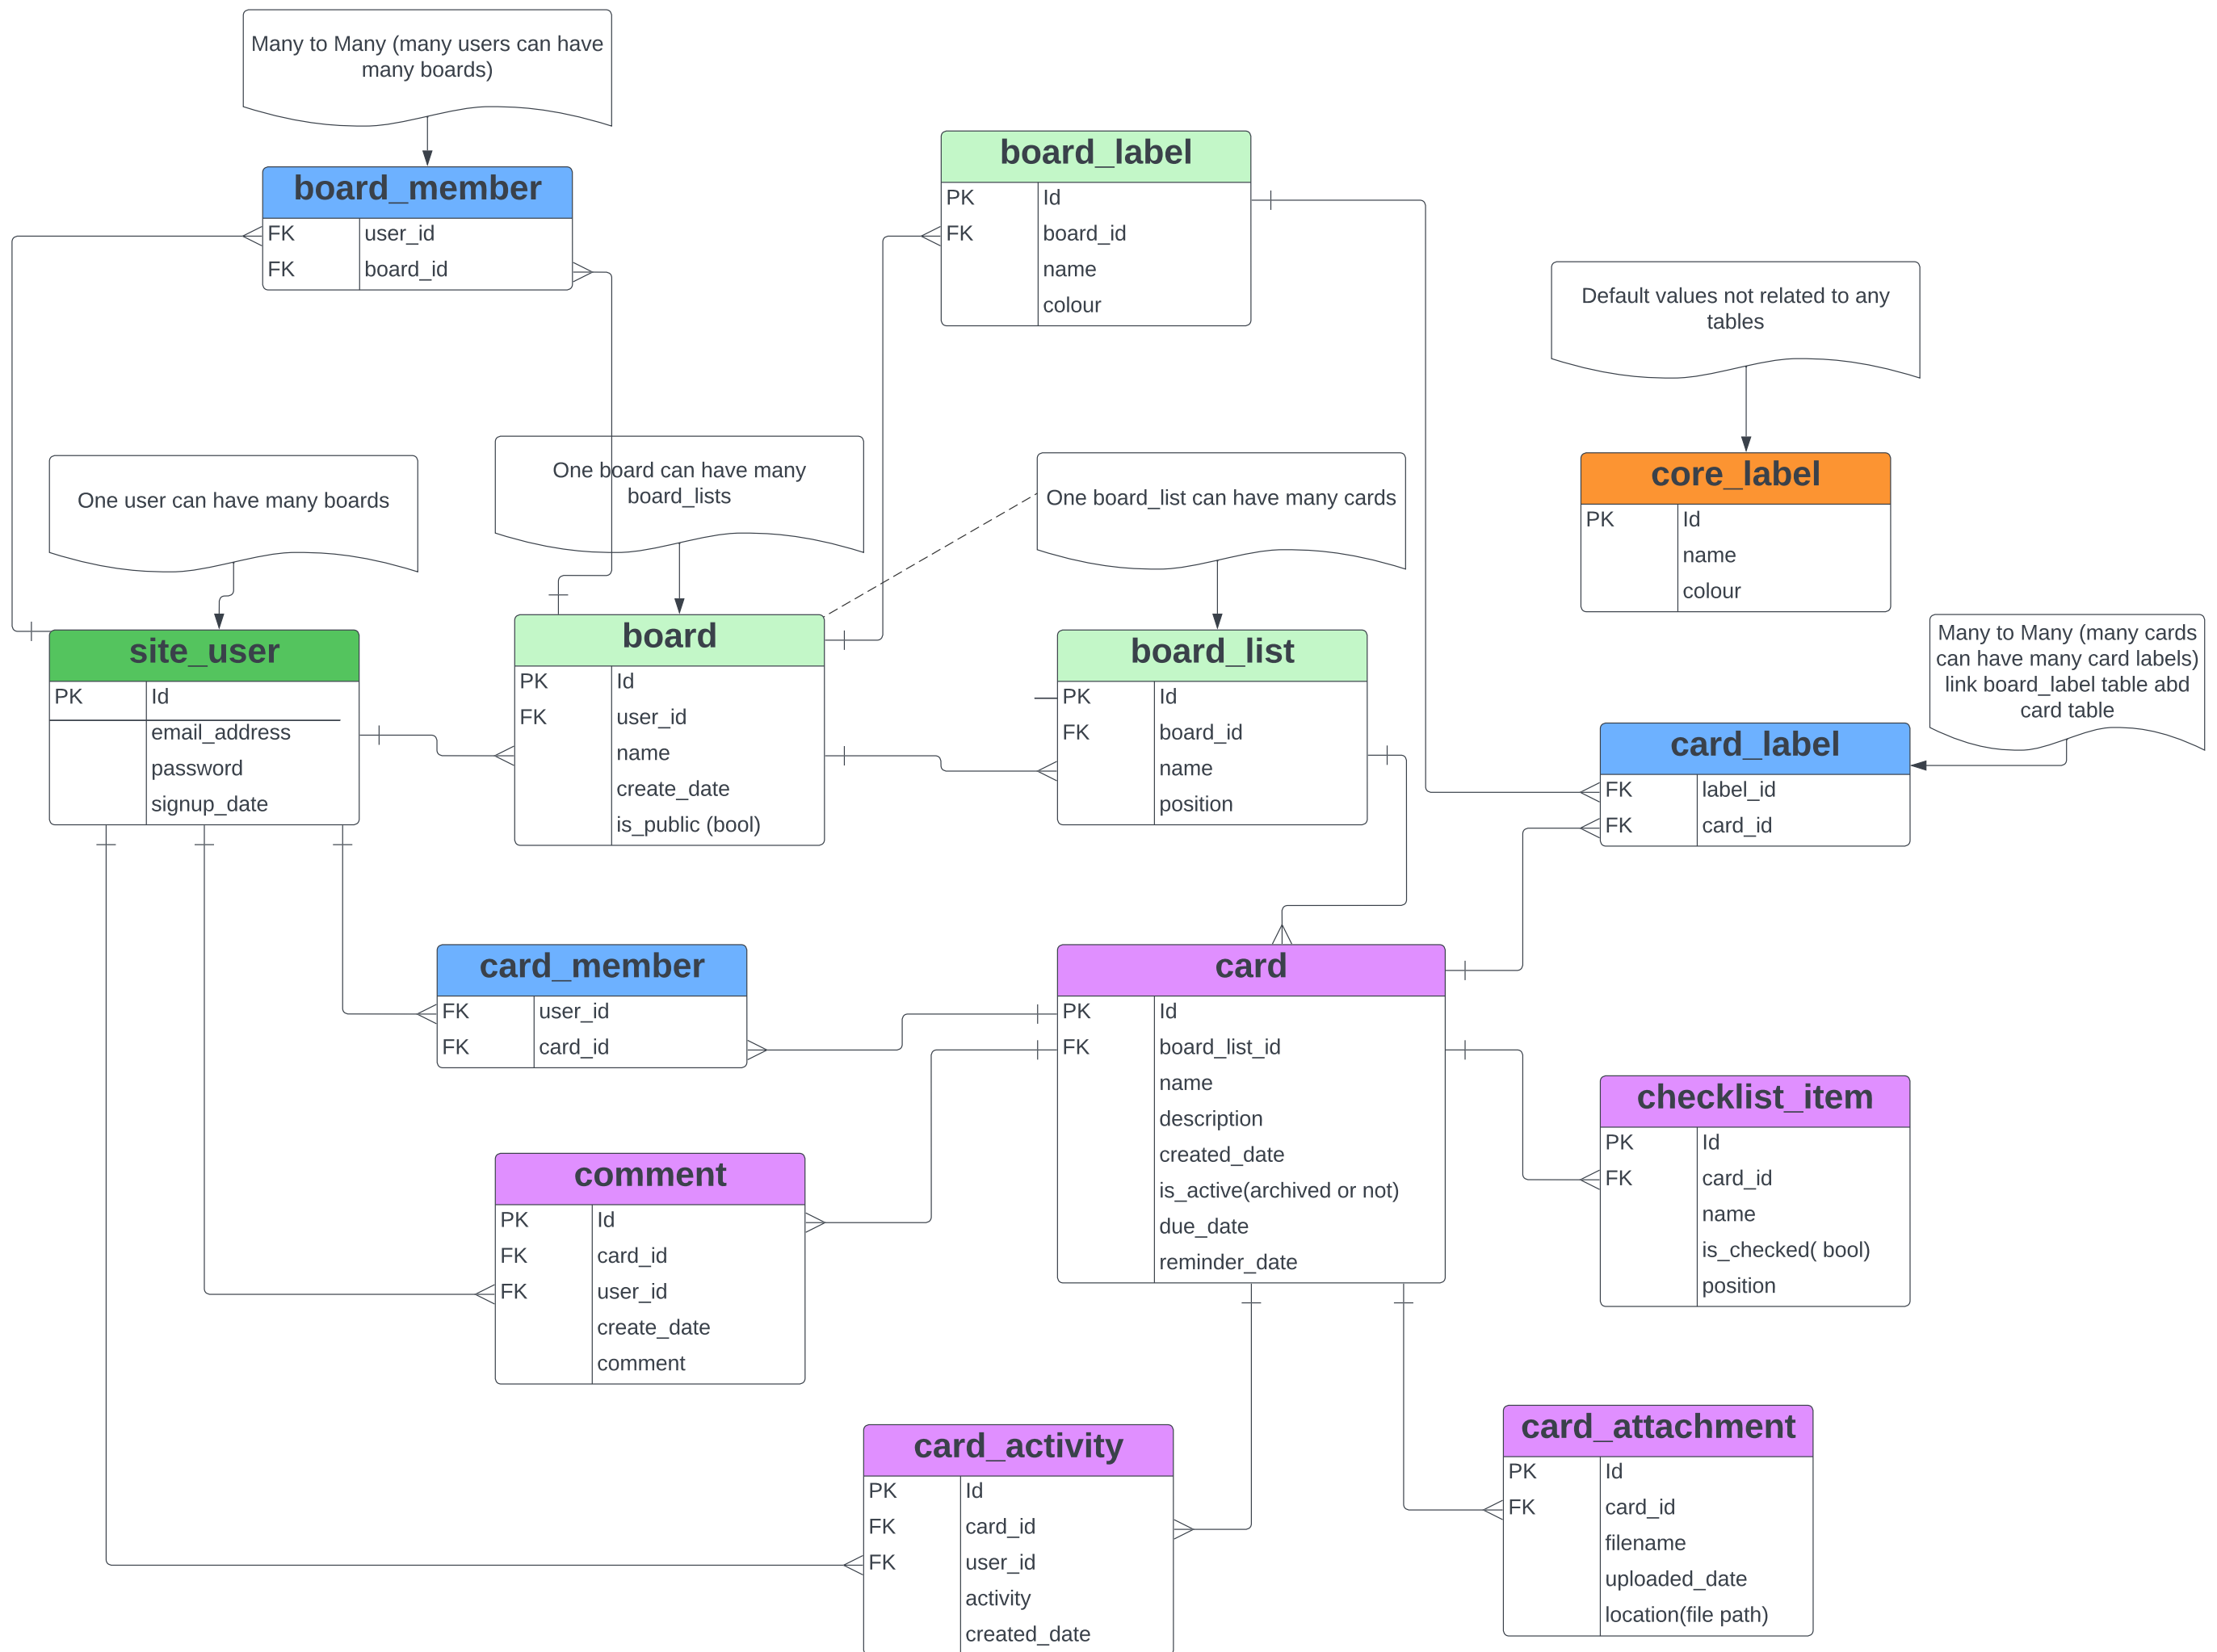 Many to Many (many users can have
many boards)
board_member
FK user_id
FK board_id
board_label
PK Id
FK board_id
name
colour
Default values not related to any
tables
core_label
PK Id
name
colour
One user can have many boards
One board can have many
board_lists
One board_list can have many cards
site_user
PK Id
email_address
password
signup_date
board
PK Id
FK user_id
name
create_date
is_public (bool)
board_list
PK Id
FK board_id
name
position
Many to Many (many cards
can have many card labels)
link board_label table abd
card table
card_label
FK label_id
FK card_id
card_member
FK user_id
FK card_id
card
PK Id
FK board_list_id
name
description
created_date
is_active(archived or not)
due_date
reminder_date
checklist_item
PK Id
FK card_id
name
is_checked( bool)
position
comment
PK Id
FK card_id
FK user_id
create_date
comment
card_activity
PK Id
FK card_id
FK user_id
activity
created_date
card_attachment
PK Id
FK card_id
filename
uploaded_date
location(file path)